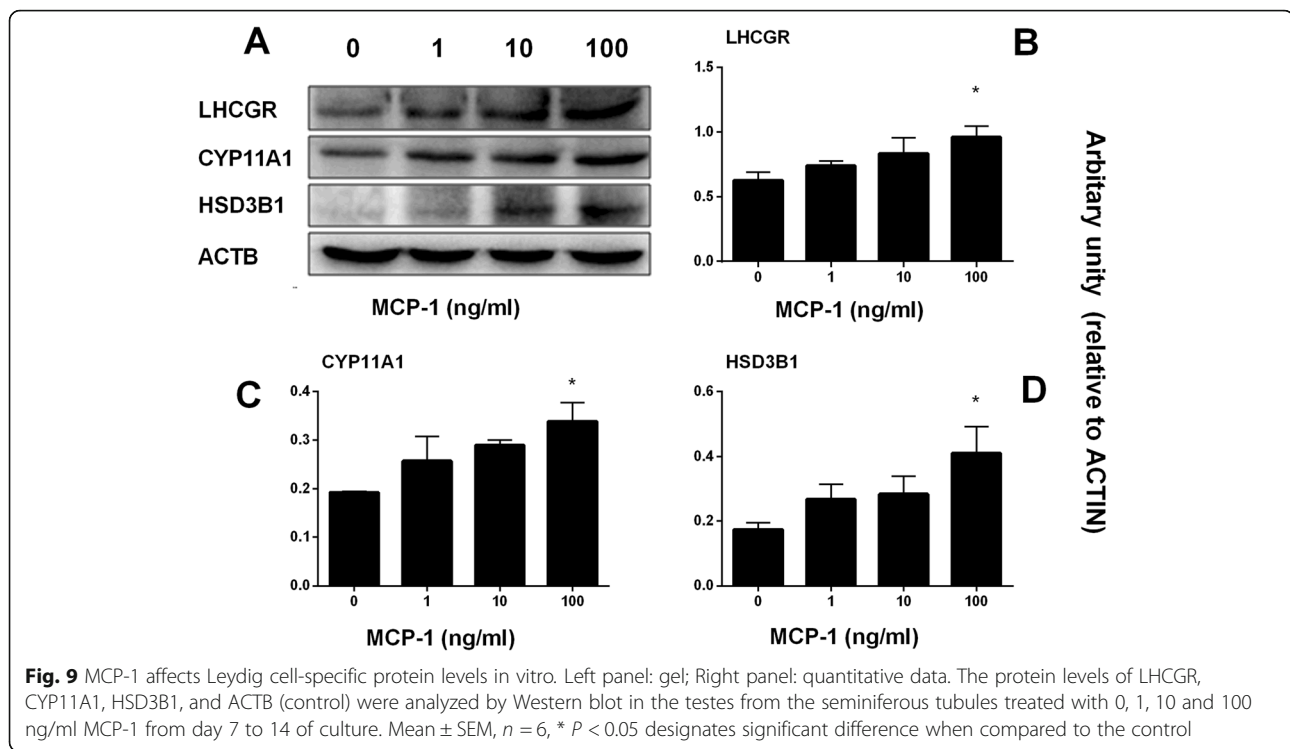 A
0 1 10 100
LHCGR
CYP11A1
HSD3B1
ACTB
MCP-1 (ng/ml)
LHCGR
B
1.5
1.0
0.5
0.0
*
0 1 10 100
MCP-1 (ng/ml)
Arbitary unity (relative to ACTIN)
C
CYP11A1
0.4
0.3
0.2
0.1
0.0
*
0 1 10 100
MCP-1 (ng/ml)
HSD3B1
D
0.6
0.4
0.2
0.0
*
0 1 10 100
MCP-1 (ng/ml)
Fig. 9 MCP-1 affects Leydig cell-specific protein levels in vitro. Left panel: gel; Right panel: quantitative data. The protein levels of LHCGR,
CYP11A1, HSD3B1, and ACTB (control) were analyzed by Western blot in the testes from the seminiferous tubules treated with 0, 1, 10 and 100
ng/ml MCP-1 from day 7 to 14 of culture. Mean ± SEM, n = 6, * P < 0.05 designates significant difference when compared to the control